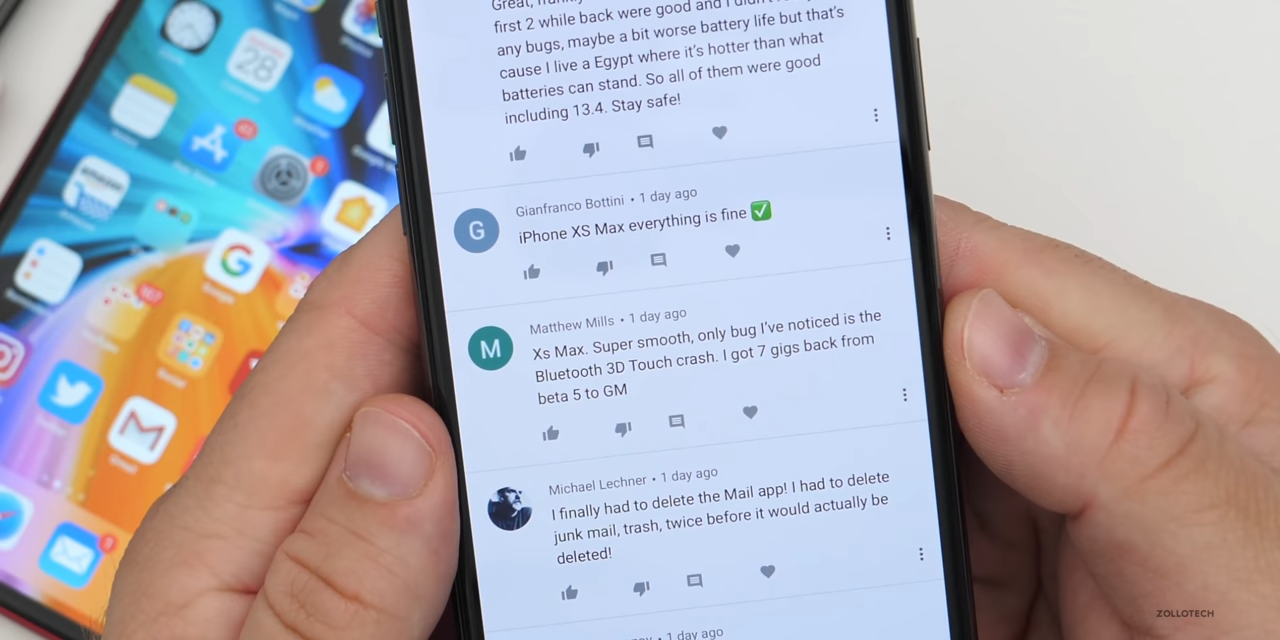 Great,
first 2 while back were good and I didn't
any bugs, maybe a bit worse battery life but that's
cause I live a Egypt where it's hotter than what
batteries can stand. So all of them were good
including 13.4. Stay safe!
Gianfranco Bottini • 1 day ago
G
iPhone XS Max everything is fine ✅
Matthew Mills • 1 day ago
M
Xs Max. Super smooth, only bug I've noticed is the
Bluetooth 3D Touch crash. I got 7 gigs back from
beta 5 to GM
Michael Lechner • 1 day ago
I finally had to delete the Mail app! I had to delete
junk mail, trash, twice before it would actually be
deleted!
• 1 day ago
28
G
Google
ZOLLOTECH